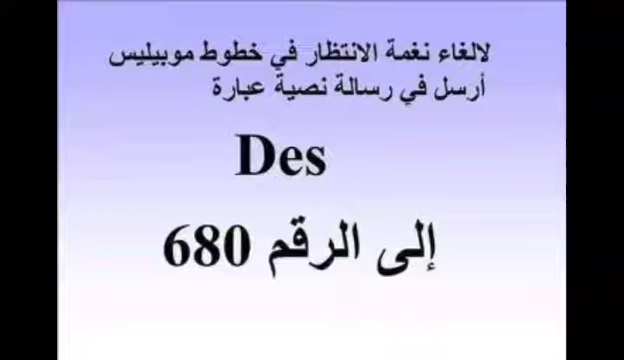 لالغاء نغمة الانتظار في خطوط موبيليس
أرسل في رسالة نصية عبارة
Des
إلى الرقم 680